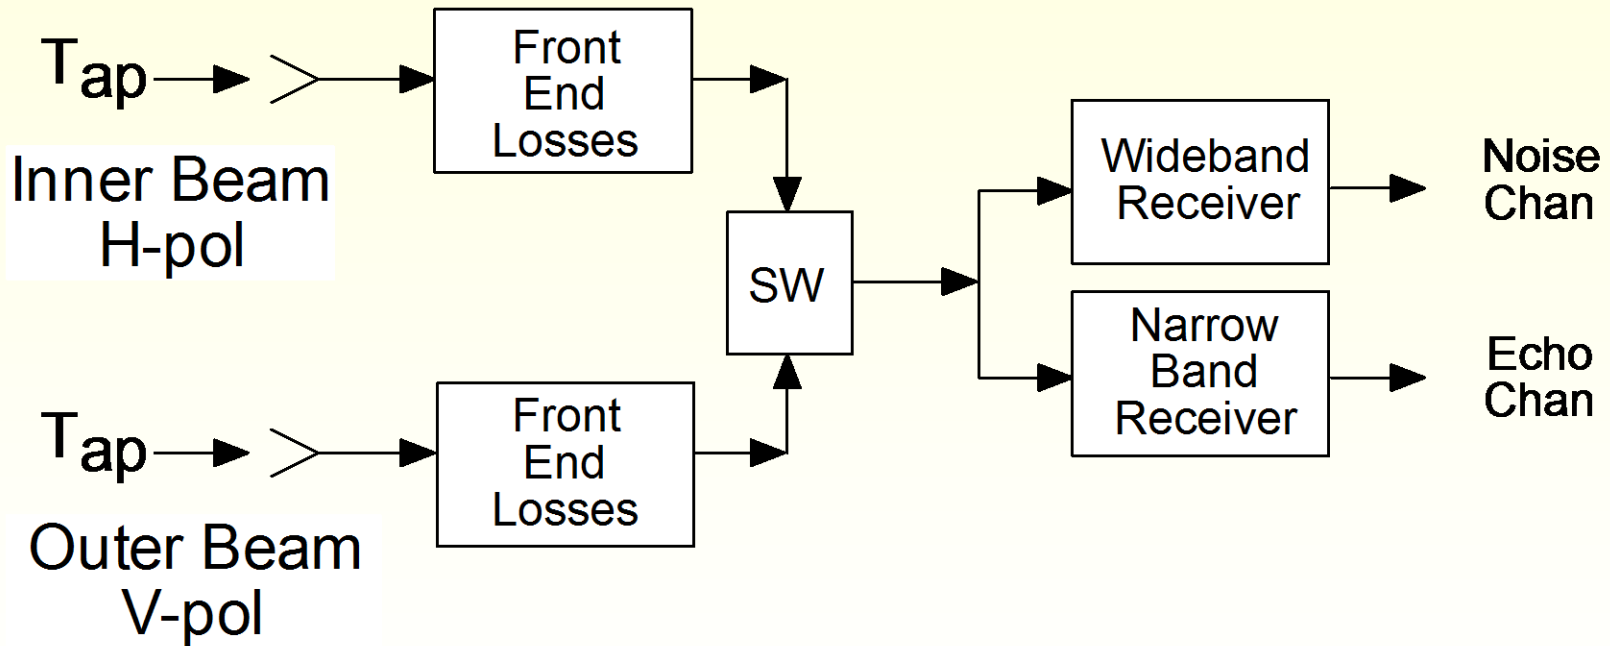 Tap
Inner Beam
H-pol
Front
End
Losses
Tap
Outer Beam
V-pol
Front
End
Losses
SW
Wideband
Receiver
Noise
Chan
Narrow
Band
Receiver
Echo
Chan